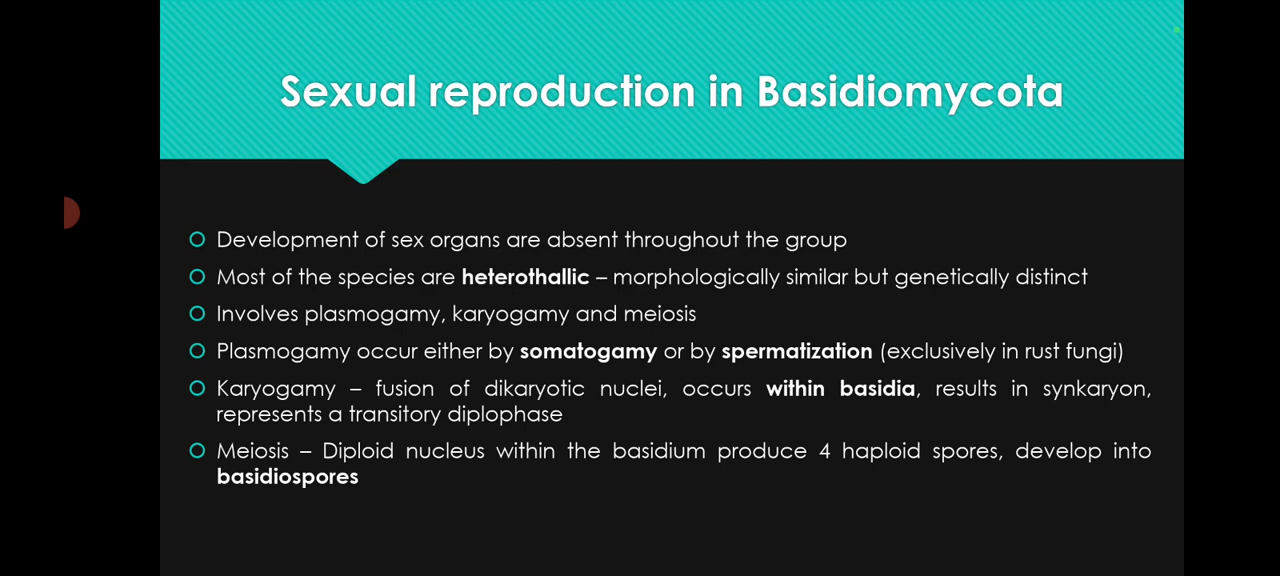 Sexual reproduction in Basidiomycota
Development of sex organs are absent throughout the group
Most of the species are heterothallic – morphologically similar but genetically distinct
Involves plasmogamy, karyogamy and meiosis
Plasmogamy occur either by somatogamy or by spermatization (exclusively in rust fungi)
Karyogamy – fusion of dikaryotic nuclei, occurs within basidia, results in synkaryon,
represents a transitory diplophase
Meiosis – Diploid nucleus within the basidium produce 4 haploid spores, develop into
basidiospores